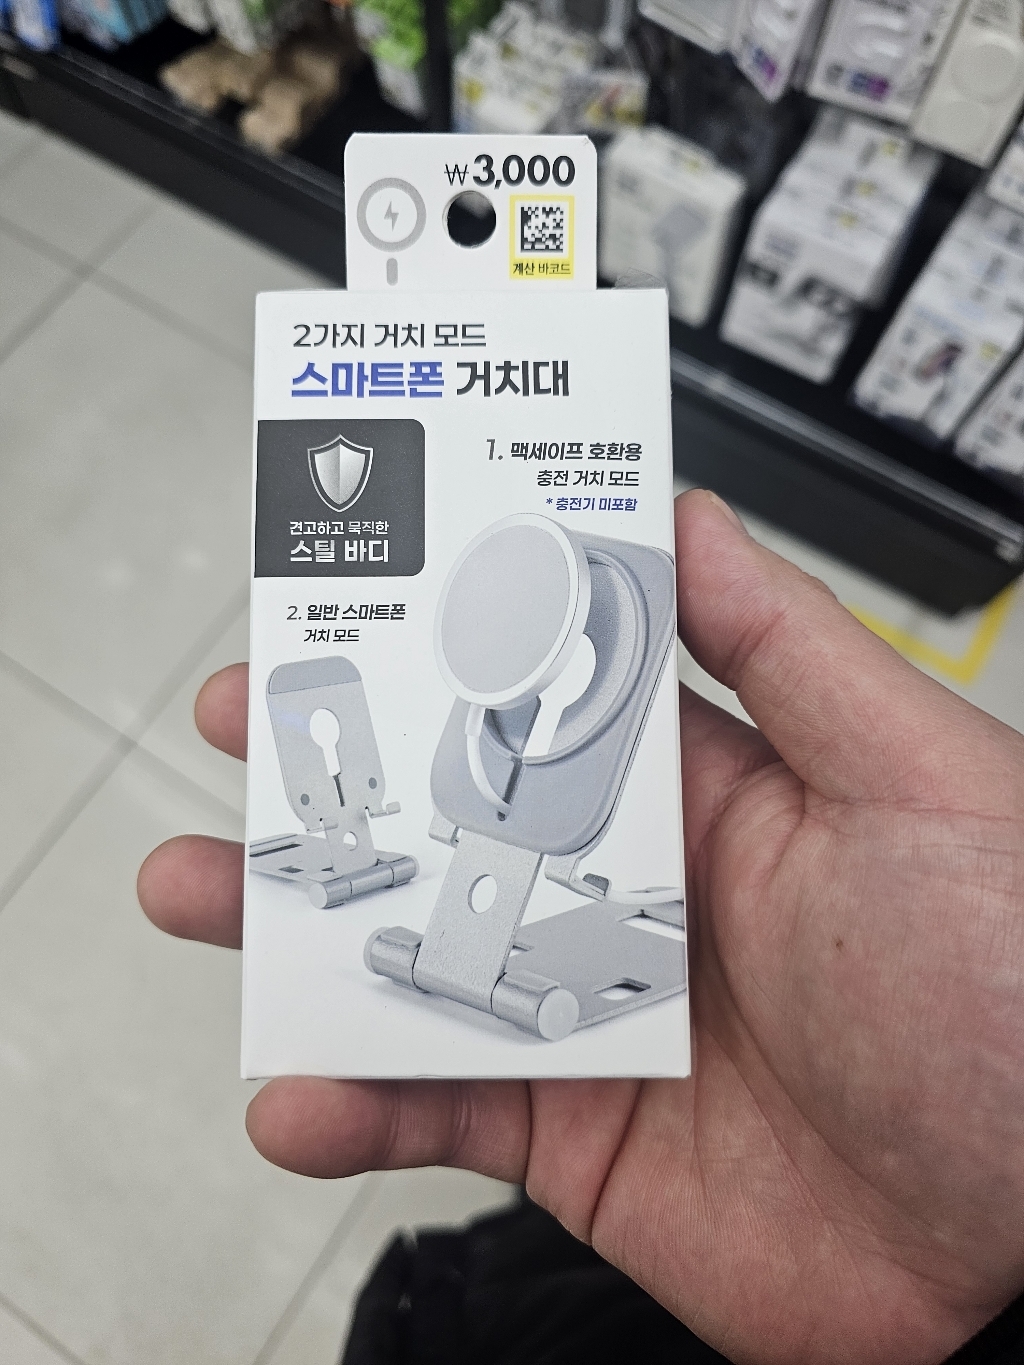 ₩3,000
계산 바코드
2가지 거치 모드
스마트폰 거치대
견고하고 묵직한
스틸 바디
1. 맥세이프 호환용
충전 거치 모드
* 충전기 미포함
2. 일반 스마트폰
거치 모드